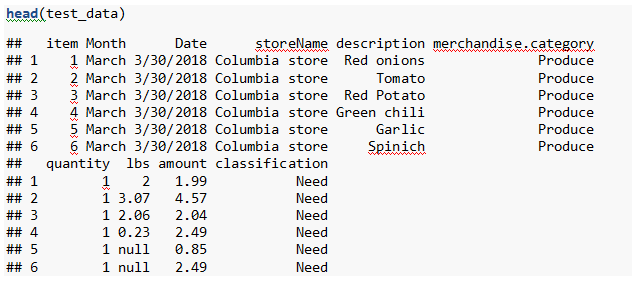 head(test_data)
##   item Month      Date     storeName description merchandise.category
## 1    1 March 3/30/2018 Columbia store  Red onions              Produce
## 2    2 March 3/30/2018 Columbia store      Tomato              Produce
## 3    3 March 3/30/2018 Columbia store  Red Potato              Produce
## 4    4 March 3/30/2018 Columbia store Green chili              Produce
## 5    5 March 3/30/2018 Columbia store      Garlic              Produce
## 6    6 March 3/30/2018 Columbia store     Spinich              Produce
##   quantity  lbs amount classification
## 1        1    2   1.99           Need
## 2        1 3.07   4.57           Need
## 3        1 2.06   2.04           Need
## 4        1 0.23   2.49           Need
## 5        1 null   0.85           Need
## 6        1 null   2.49           Need